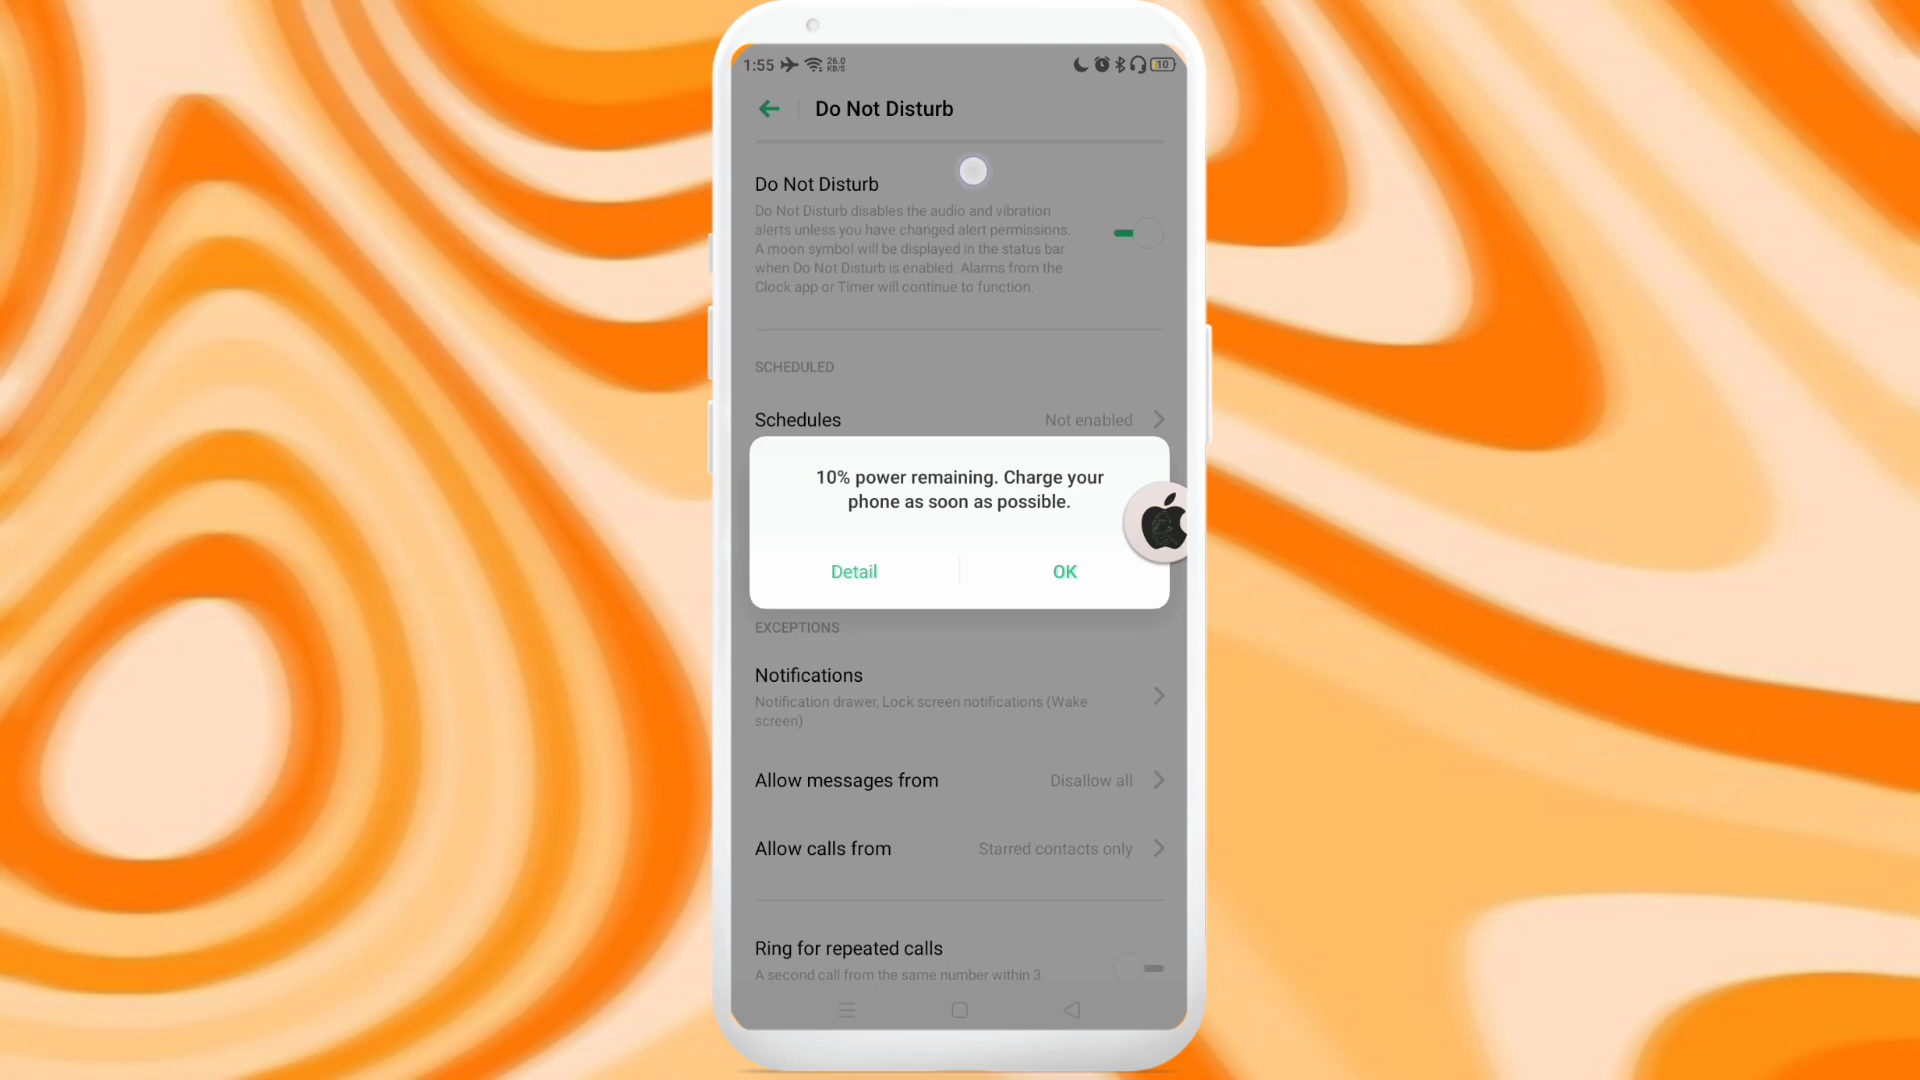 1:55 26.0 KB/S 10
Do Not Disturb
Do Not Disturb
Do Not Disturb disables the audio and vibration
alerts unless you have changed alert permissions.
A moon symbol will be displayed in the status bar
when Do Not Disturb is enabled. Alarms from the
Clock app or Timer will continue to function.
SCHEDULED
Schedules Not enabled
10% power remaining. Charge your
phone as soon as possible.
Detail OK
EXCEPTIONS
Notifications
Notification drawer, Lock screen notifications (Wake
screen)
Allow messages from Disallow all
Allow calls from Starred contacts only
Ring for repeated calls
A second call from the same number within 3